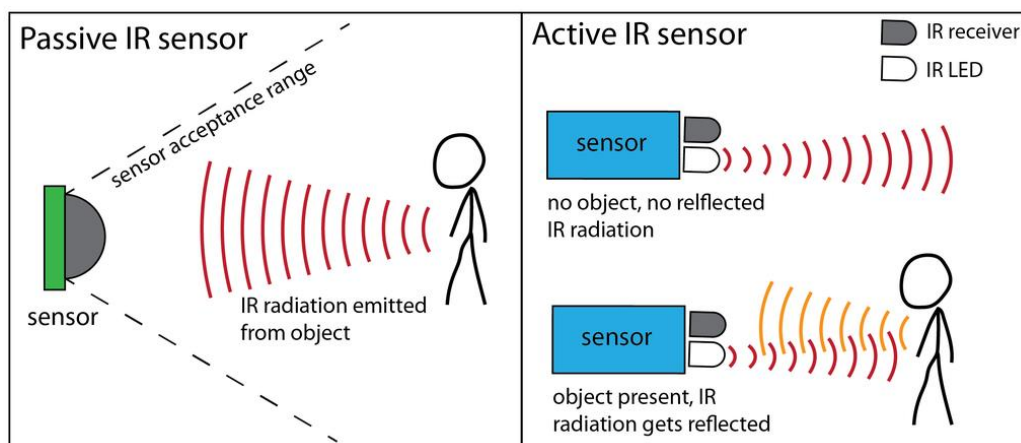 Passive IR sensor
sensor acceptance range
sensor
IR radiation emitted
from object
Active IR sensor
IR receiver
IR LED
sensor
no object, no relflected
IR radiation
sensor
object present, IR
radiation gets reflected